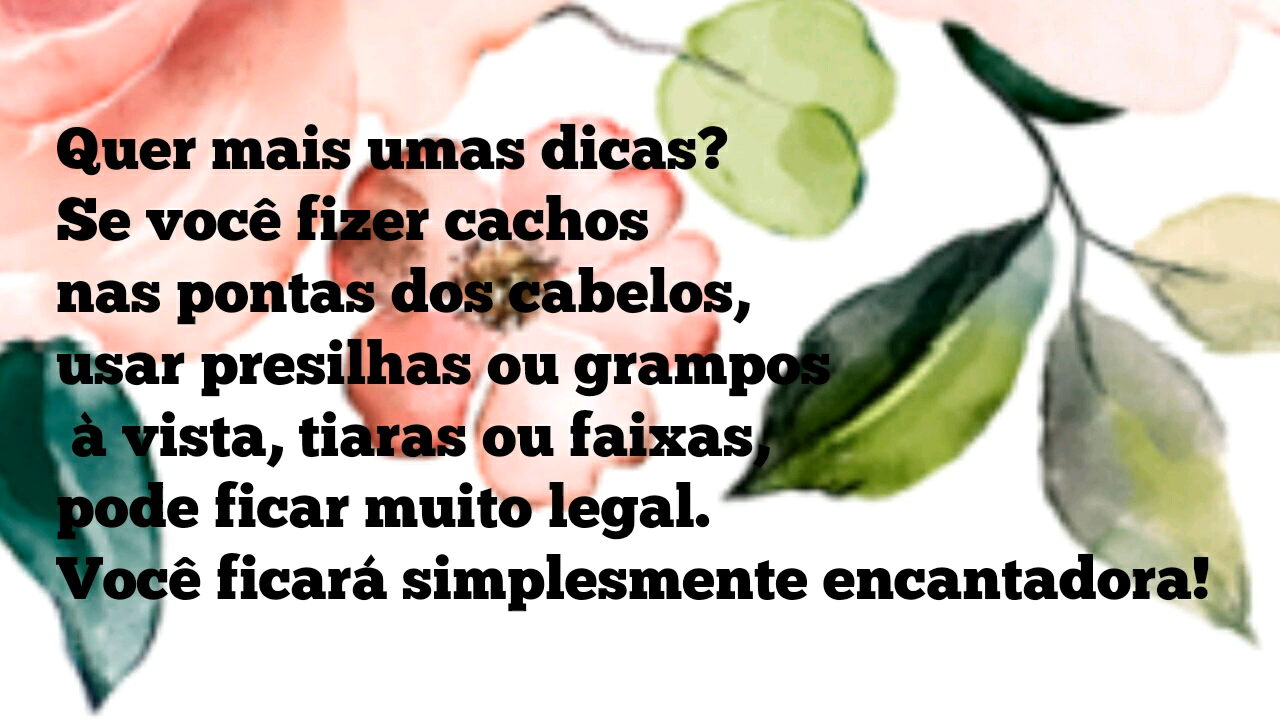 Quer mais umas dicas?
Se você fizer cachos
nas pontas dos cabelos,
usar presilhas ou grampos
à vista, tiaras ou faixas,
pode ficar muito legal.
Você ficará simplesmente encantadora!